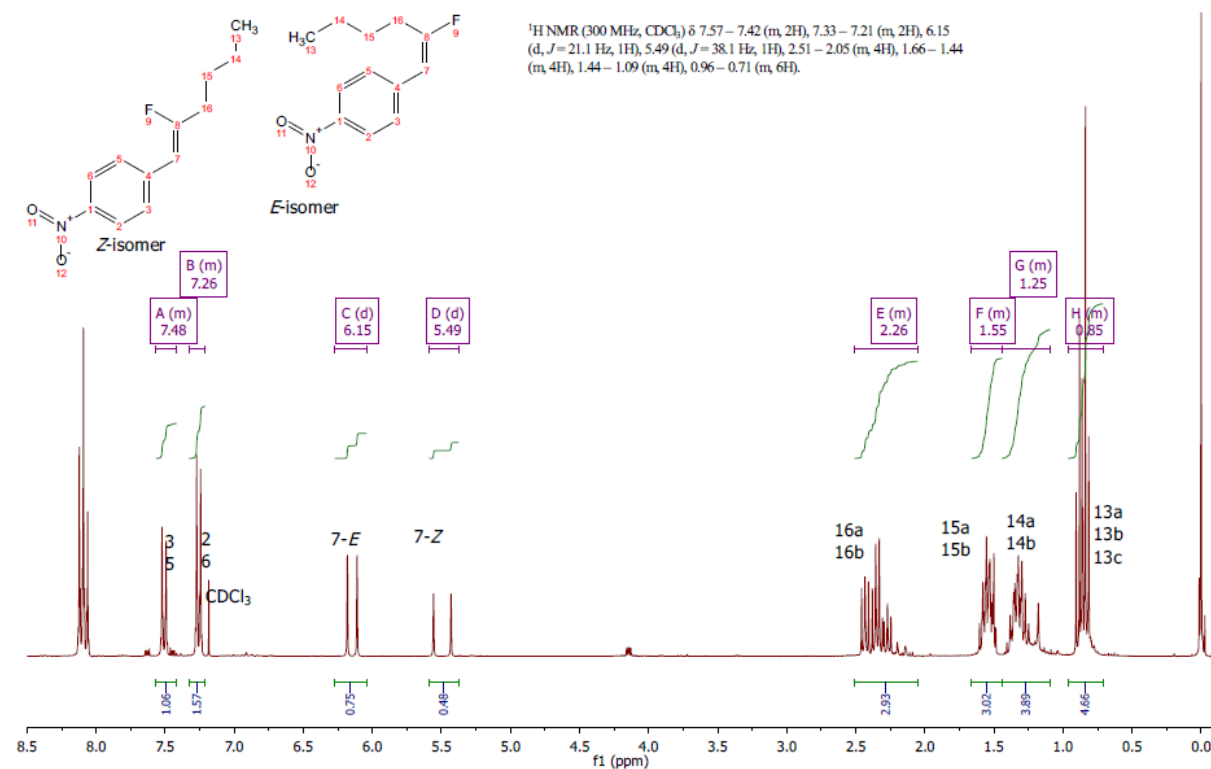 CH₃
13
14
15
16
F
9
8
7
5
4
6
3
1
2
O
11
N⁺
10
O⁻
12
Z-isomer
14
16
H₃C
13
15
8
F
9
7
5
4
6
3
1
2
O
11
N⁺
10
O⁻
12
E-isomer
¹H NMR (300 MHz, CDCl₃) δ 7.57 – 7.42 (m, 2H), 7.33 – 7.21 (m, 2H), 6.15
(d, J = 21.1 Hz, 1H), 5.49 (d, J = 38.1 Hz, 1H), 2.51 – 2.05 (m, 4H), 1.66 – 1.44
(m, 4H), 1.44 – 1.09 (m, 4H), 0.96 – 0.71 (m, 6H).
B (m)
7.26
G (m)
1.25
A (m)
7.48
C (d)
6.15
D (d)
5.49
E (m)
2.26
F (m)
1.55
H (m)
0.85
3
5
2
6
CDCl₃
7-E
7-Z
16a
16b
15a
15b
14a
14b
13a
13b
13c
1.06
1.57
0.75
0.48
2.93
3.02
3.89
4.66
8.5 8.0 7.5 7.0 6.5 6.0 5.5 5.0 4.5 4.0 3.5 3.0 2.5 2.0 1.5 1.0 0.5 0.0
f1 (ppm)